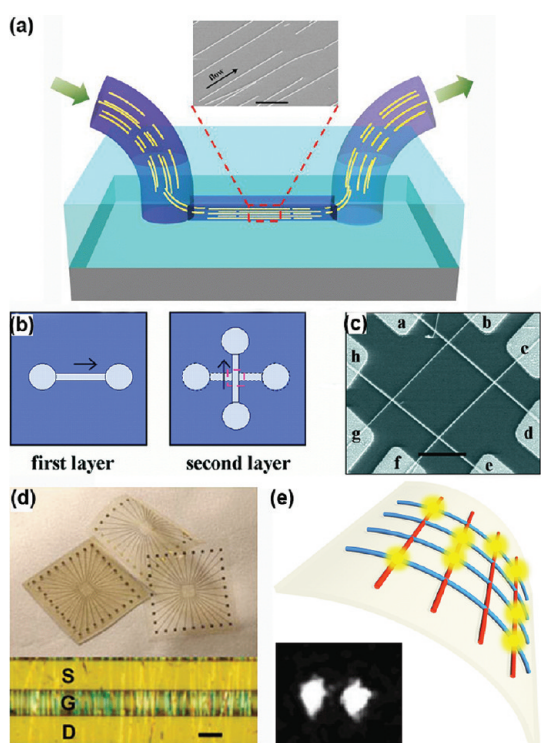 (a)
flow
(b)
first layer
second layer
(c)
a
b
c
d
e
f
g
h
(d)
S
G
D
(e)